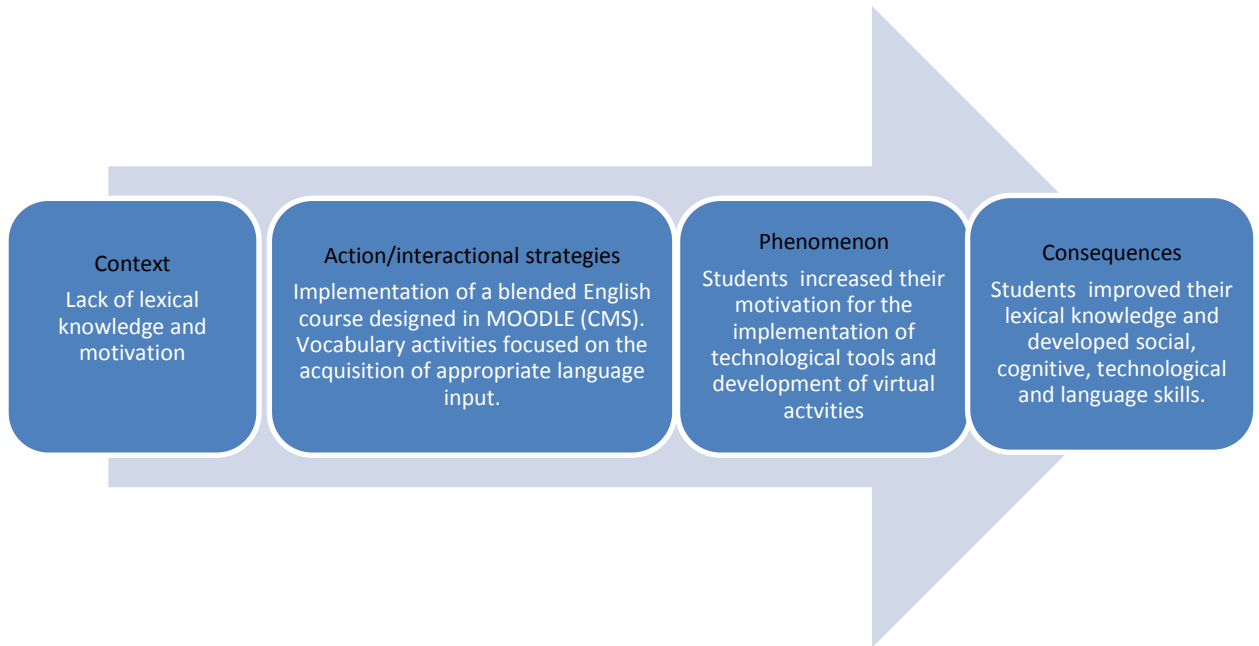 Context
Lack of lexical
knowledge and
motivation
Action/interactional strategies
Implementation of a blended English
course designed in MOODLE (CMS).
Vocabulary activities focused on the
acquisition of appropriate language
input.
Phenomenon
Students increased their
motivation for the
implementation of
technological tools and
development of virtual
actvities
Consequences
Students improved their
lexical knowledge and
developed social,
cognitive, technological
and language skills.